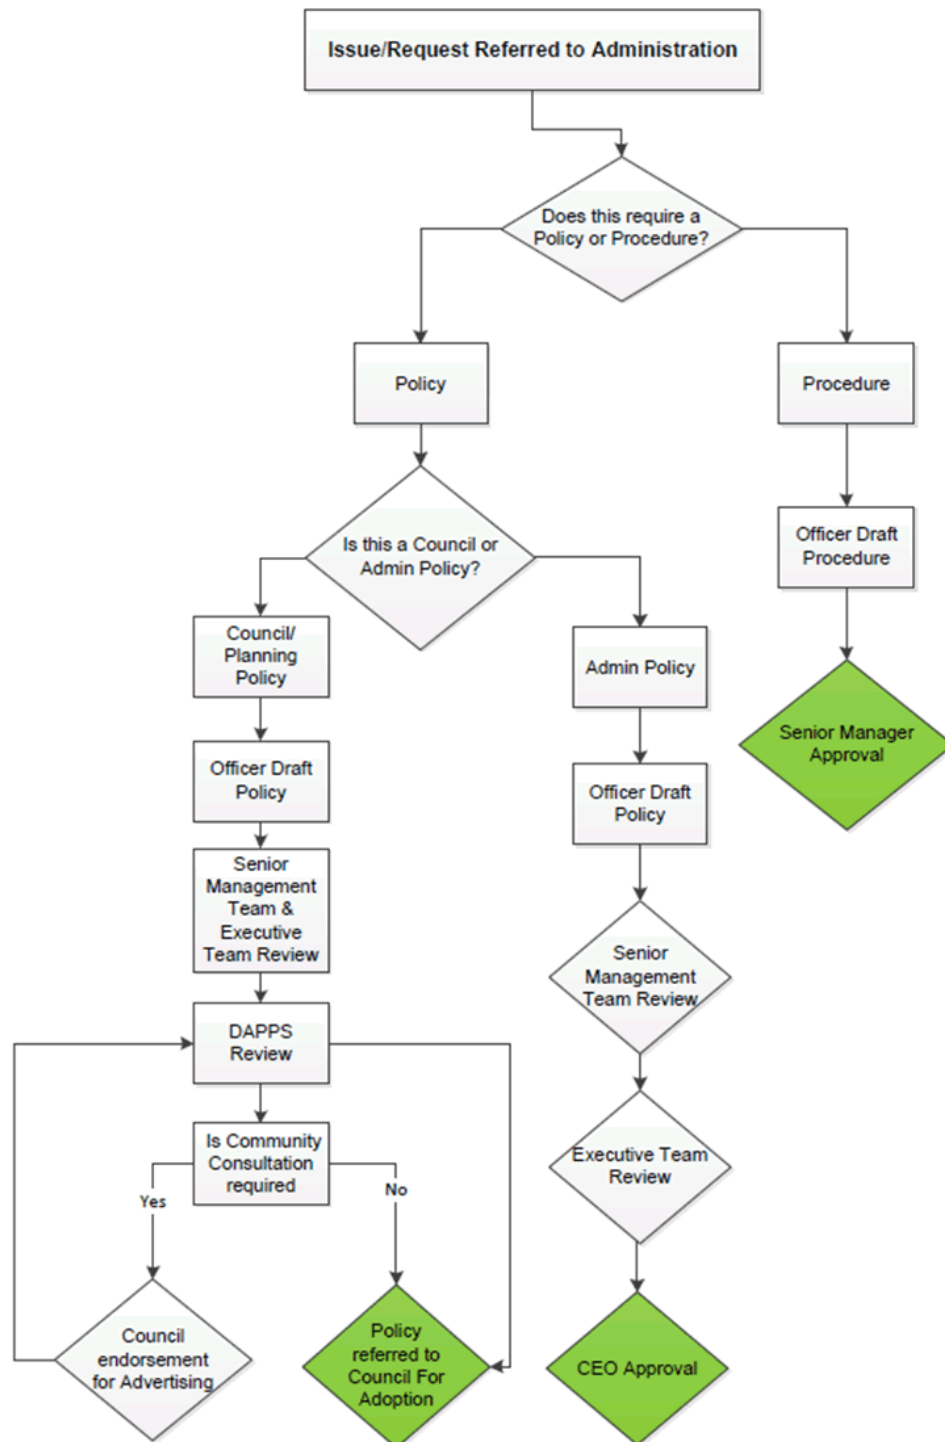 Issue/Request Referred to Administration
Does this require a
Policy or Procedure?
Policy
Procedure
Is this a Council or
Admin Policy?
Officer Draft
Procedure
Council/
Planning
Policy
Admin Policy
Senior Manager
Approval
Officer Draft
Policy
Officer Draft
Policy
Senior
Management
Team &
Executive
Team Review
Senior
Management
Team Review
DAPPS
Review
Is Community
Consultation
required
Executive Team
Review
Yes
No
Council
endorsement
for Advertising
Policy
referred to
Council For
Adoption
CEO Approval